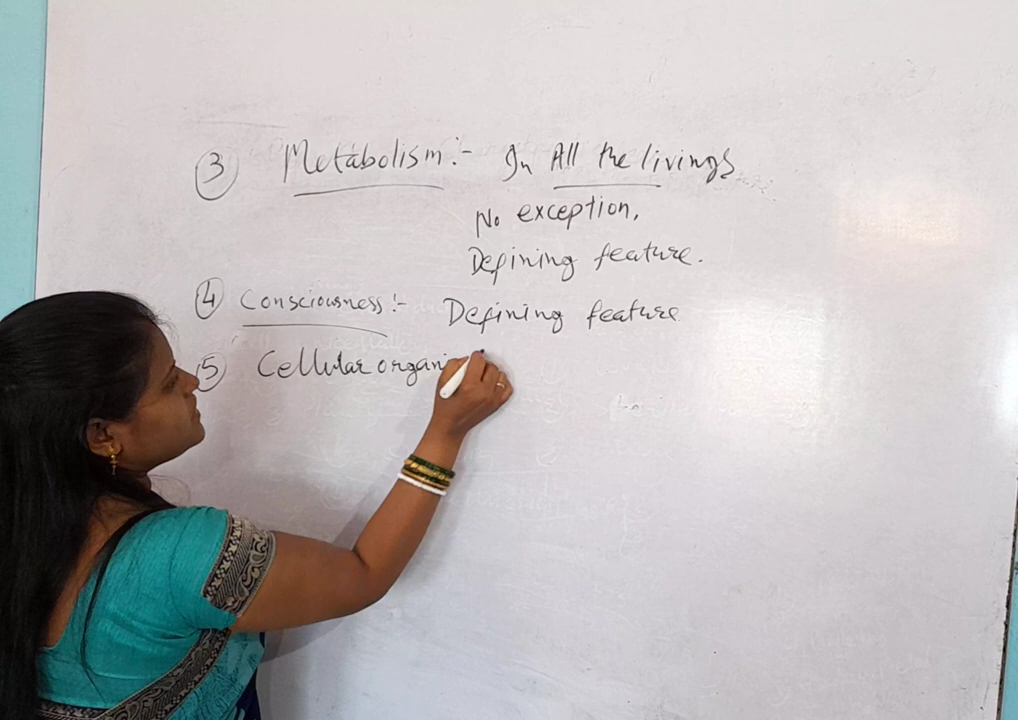 ③ Metabolism:- In All the livings
No exception.
Defining feature.
④ Consciousness:- Defining feature
⑤ Cellular organi